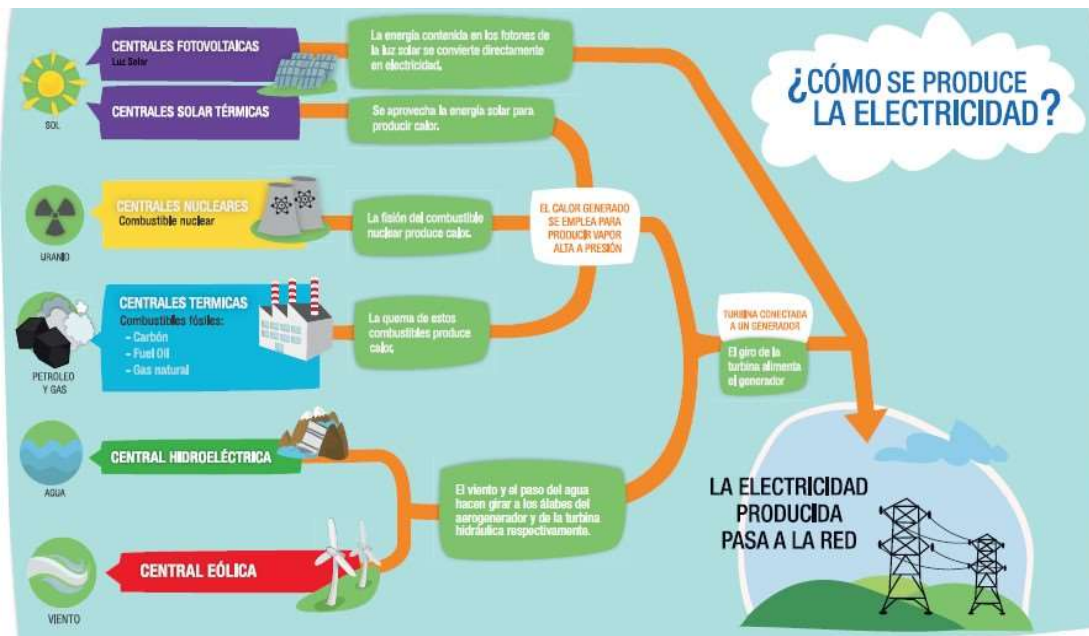 ¿CÓMO SE PRODUCE
LA ELECTRICIDAD?
SOL
CENTRALES FOTOVOLTAÍCAS
Luz Solar
La energía contenida en los fotones de
la luz solar se convierte directamente
en electricidad.
CENTRALES SOLAR TÉRMICAS
Se aprovecha la energía solar para
producir calor.
URANIO
CENTRALES NUCLEARES
Combustible nuclear
La fisión del combustible
nuclear produce calor.
EL CALOR GENERADO
SE EMPLEA PARA
PRODUCIR VAPOR
ALTA A PRESIÓN
PETROLEO
Y GAS
CENTRALES TERMICAS
Combustibles fósiles:
- Carbón
- Fuel Oil
- Gas natural
La quema de estos
combustibles produce
calor.
TURBINA CONECTADA
A UN GENERADOR
El giro de la
turbina alimenta
el generador
AGUA
CENTRAL HIDROELÉCTRICA
El viento y el paso del agua
hacen girar a los álabes del
aerogenerador y de la turbina
hidráulica respectivamente.
VIENTO
CENTRAL EÓLICA
LA ELECTRICIDAD
PRODUCIDA
PASA A LA RED